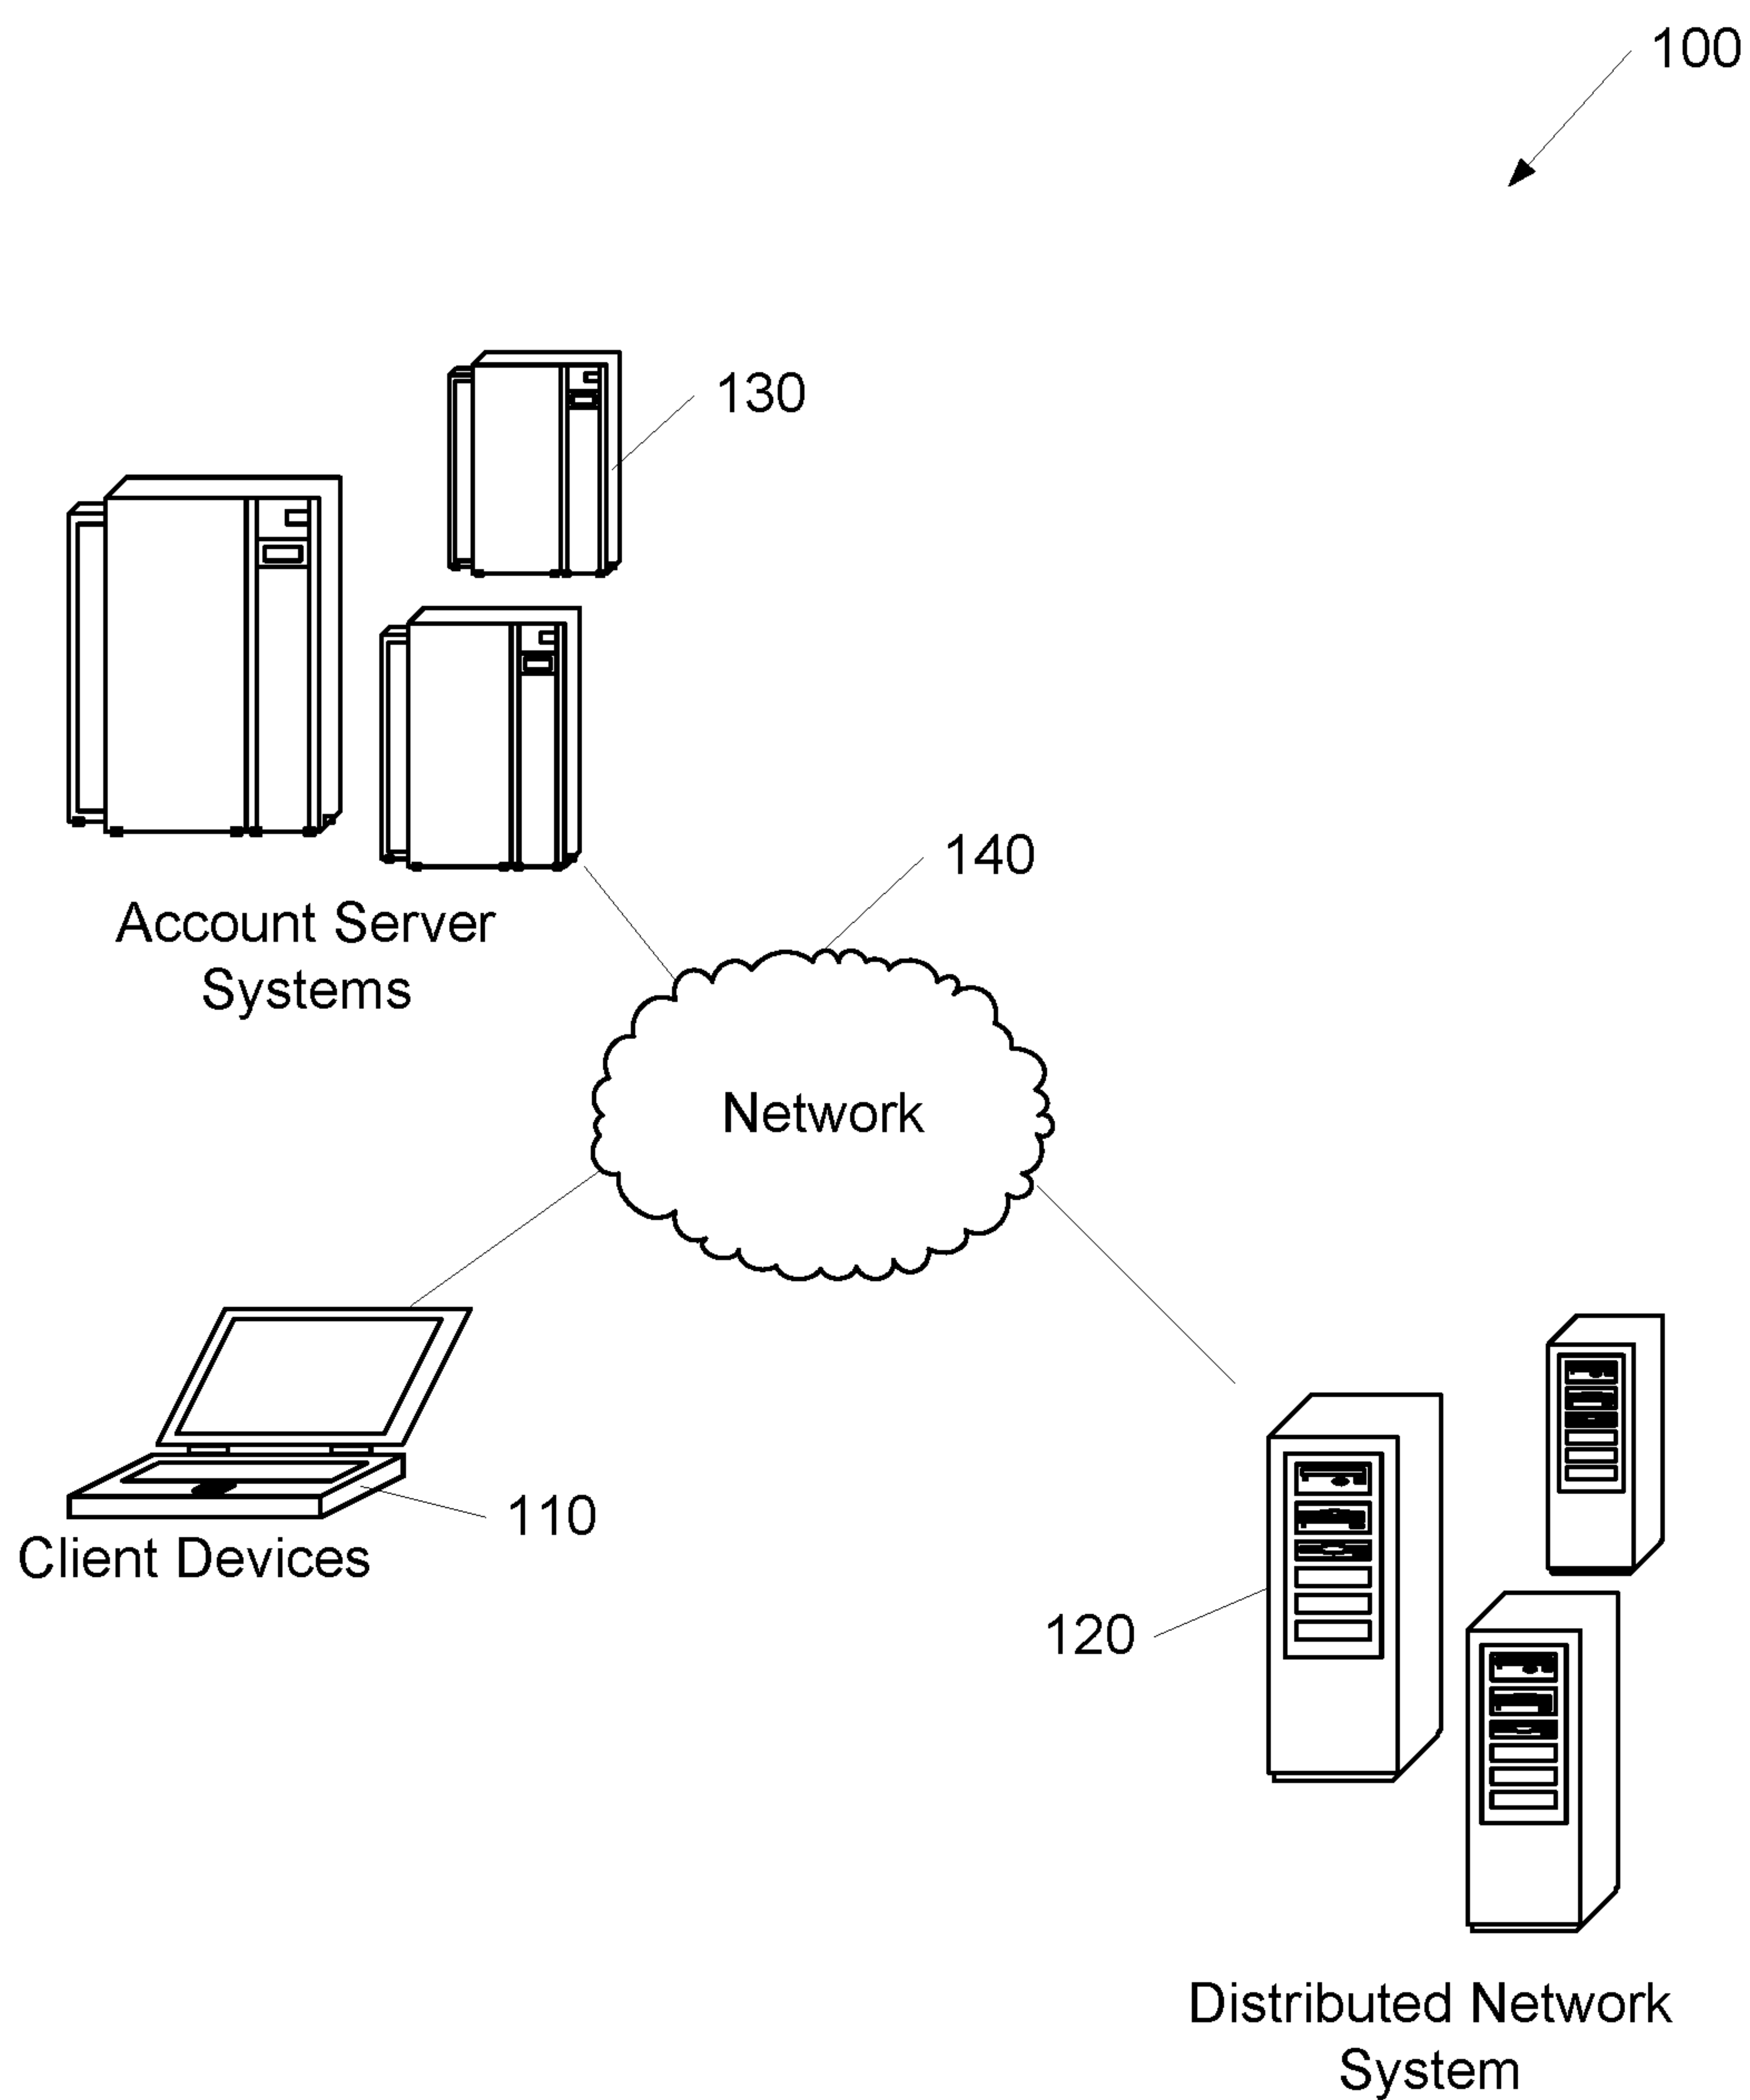 100
130
140
Account Server
Systems
Network
110
Client Devices
120
Distributed Network
System